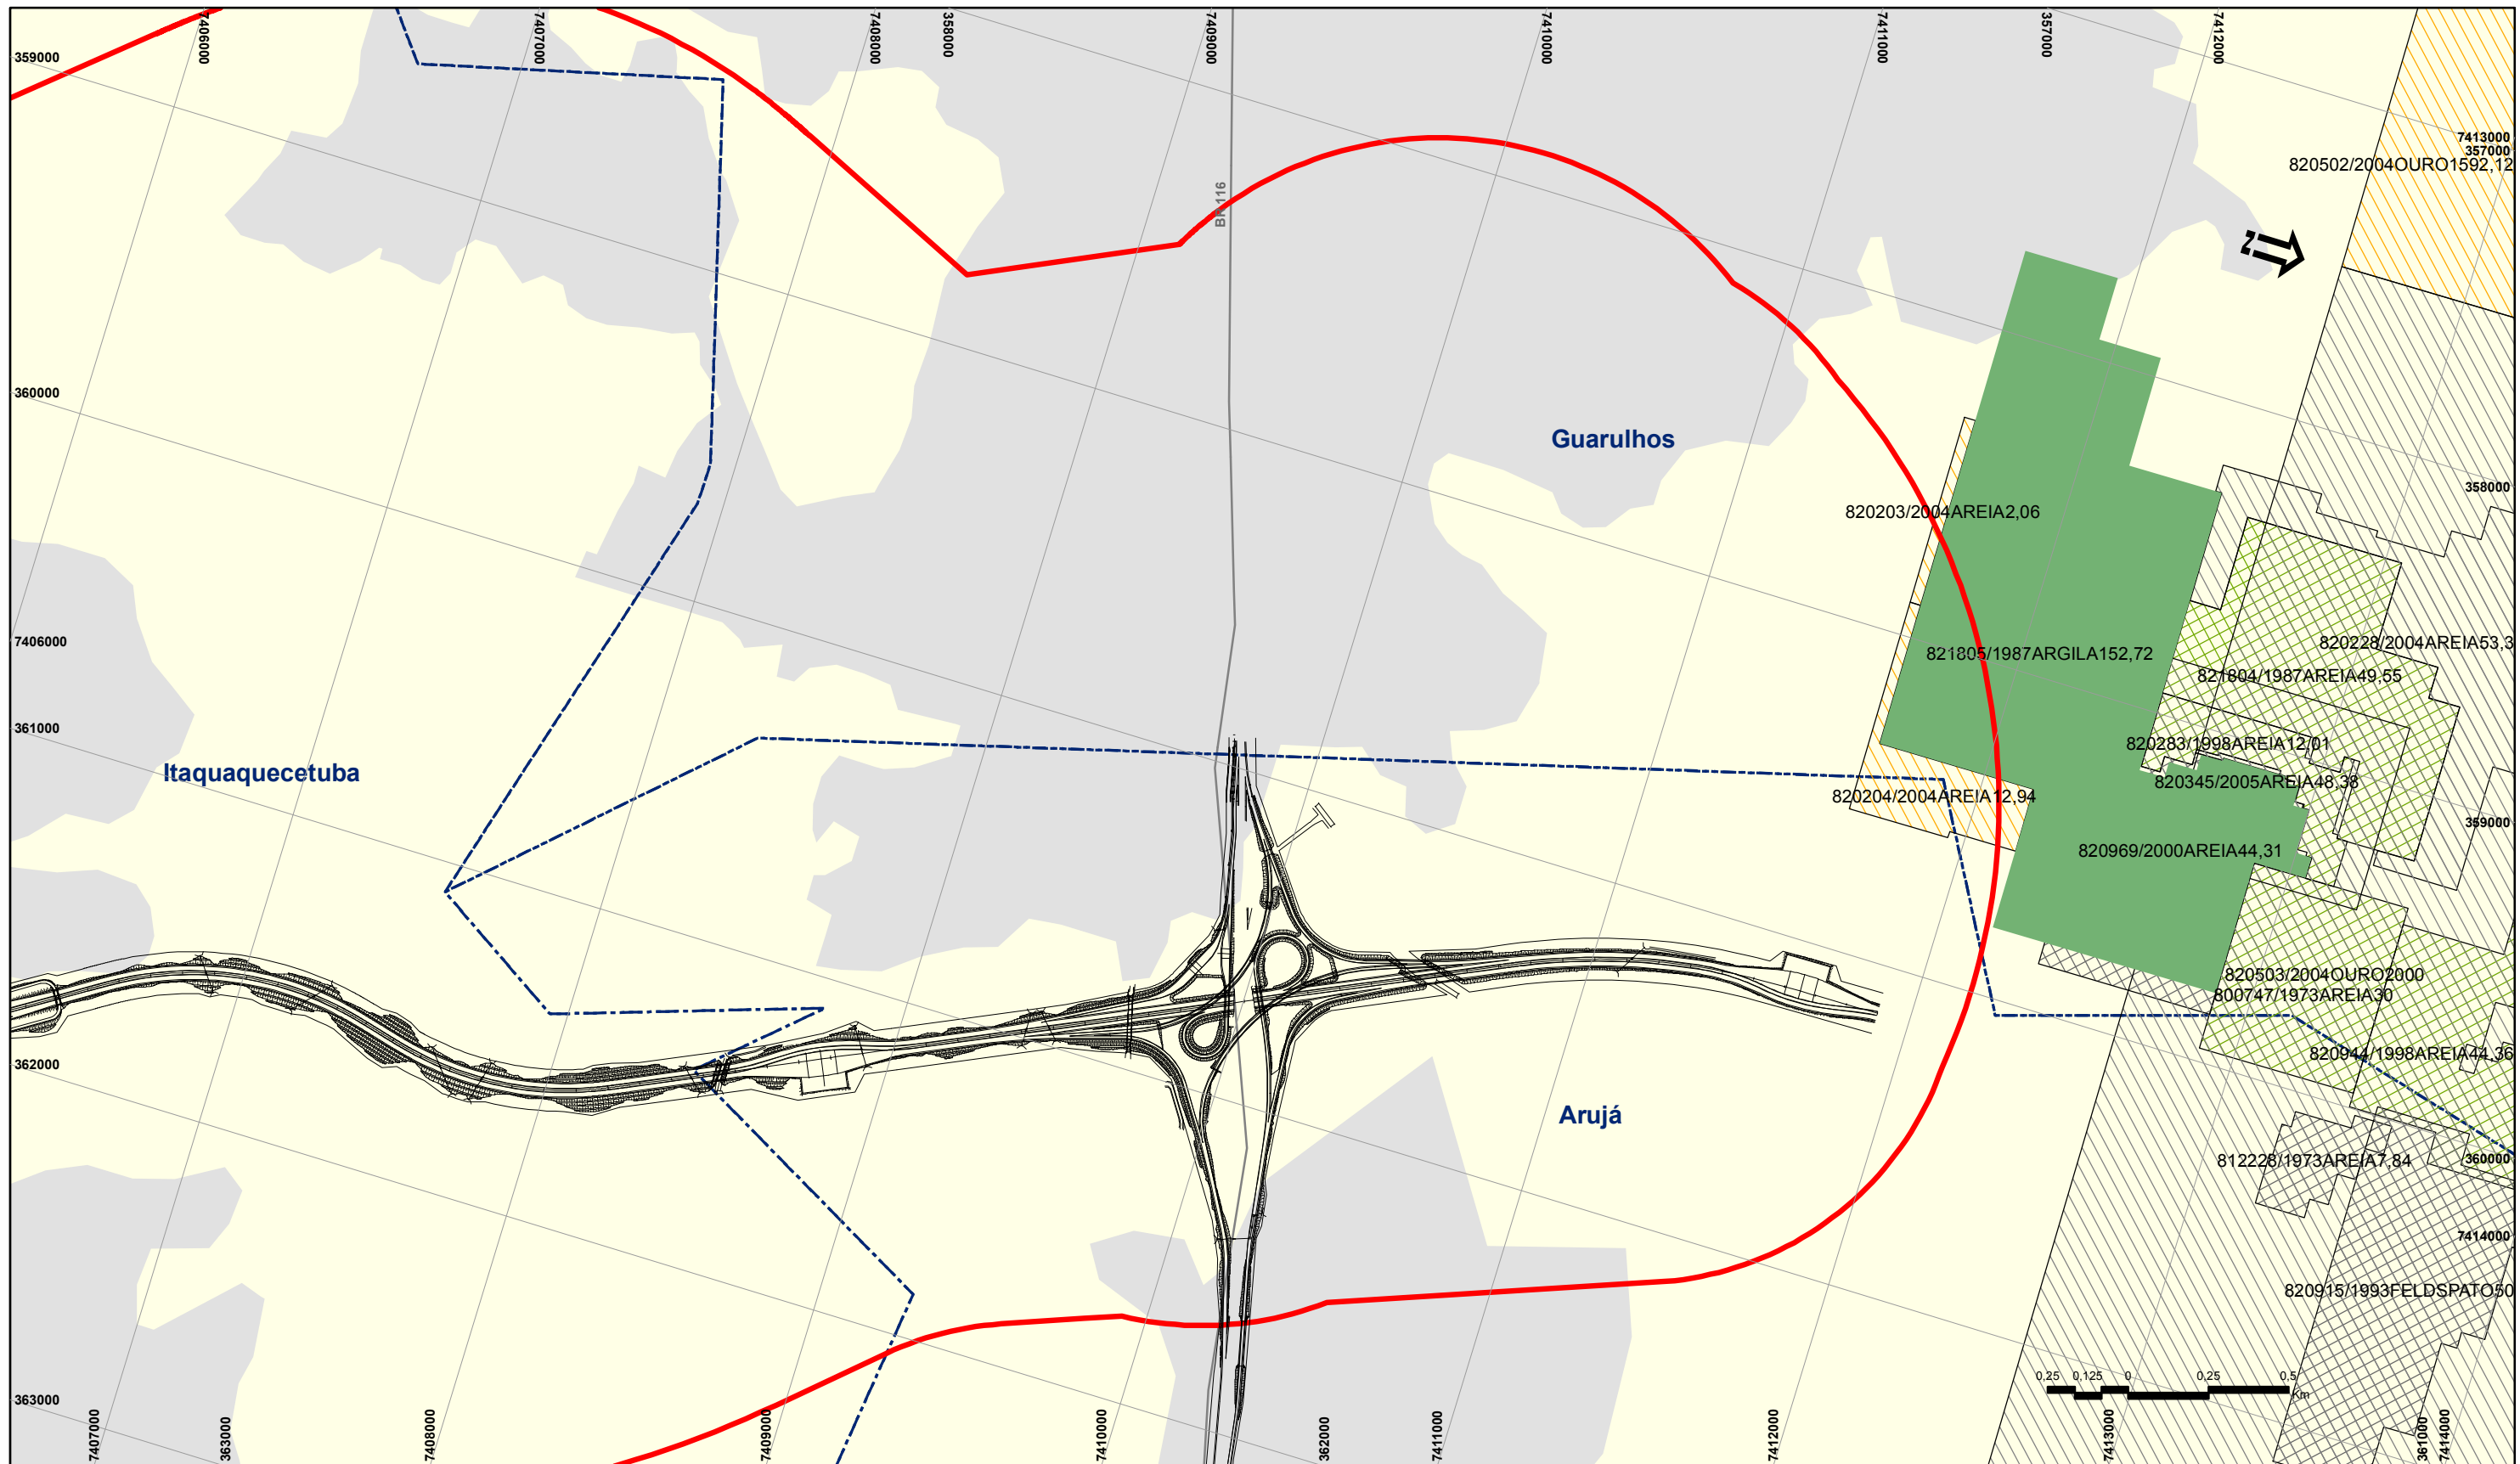 7406000
7407000
7408000
358000
7409000
7410000
7411000
357000
7412000
359000
7413000
357000
820502/2004OURO1592,12
BR116
N
360000
Guarulhos
358000
820203/2004AREIA2,06
7406000
820228/2004AREIA53,3
821805/1987ARGILA152,72
821804/1987AREIA49,55
361000
820283/1998AREIA12,01
Itaquaquecetuba
820345/2005AREIA48,38
820204/2004AREIA12,94
359000
820969/2000AREIA44,31
820503/2004OURO2000
800747/1973AREIA30
820944/1998AREIA44,36
362000
Arujá
812228/1973AREIA7,84
360000
7414000
820915/1993FELDSPATO50
0,25 0,125 0 0,25 0,5
Km
363000
7407000
363000
7408000
7409000
7410000
362000
7411000
7412000
7413000
361000
7414000